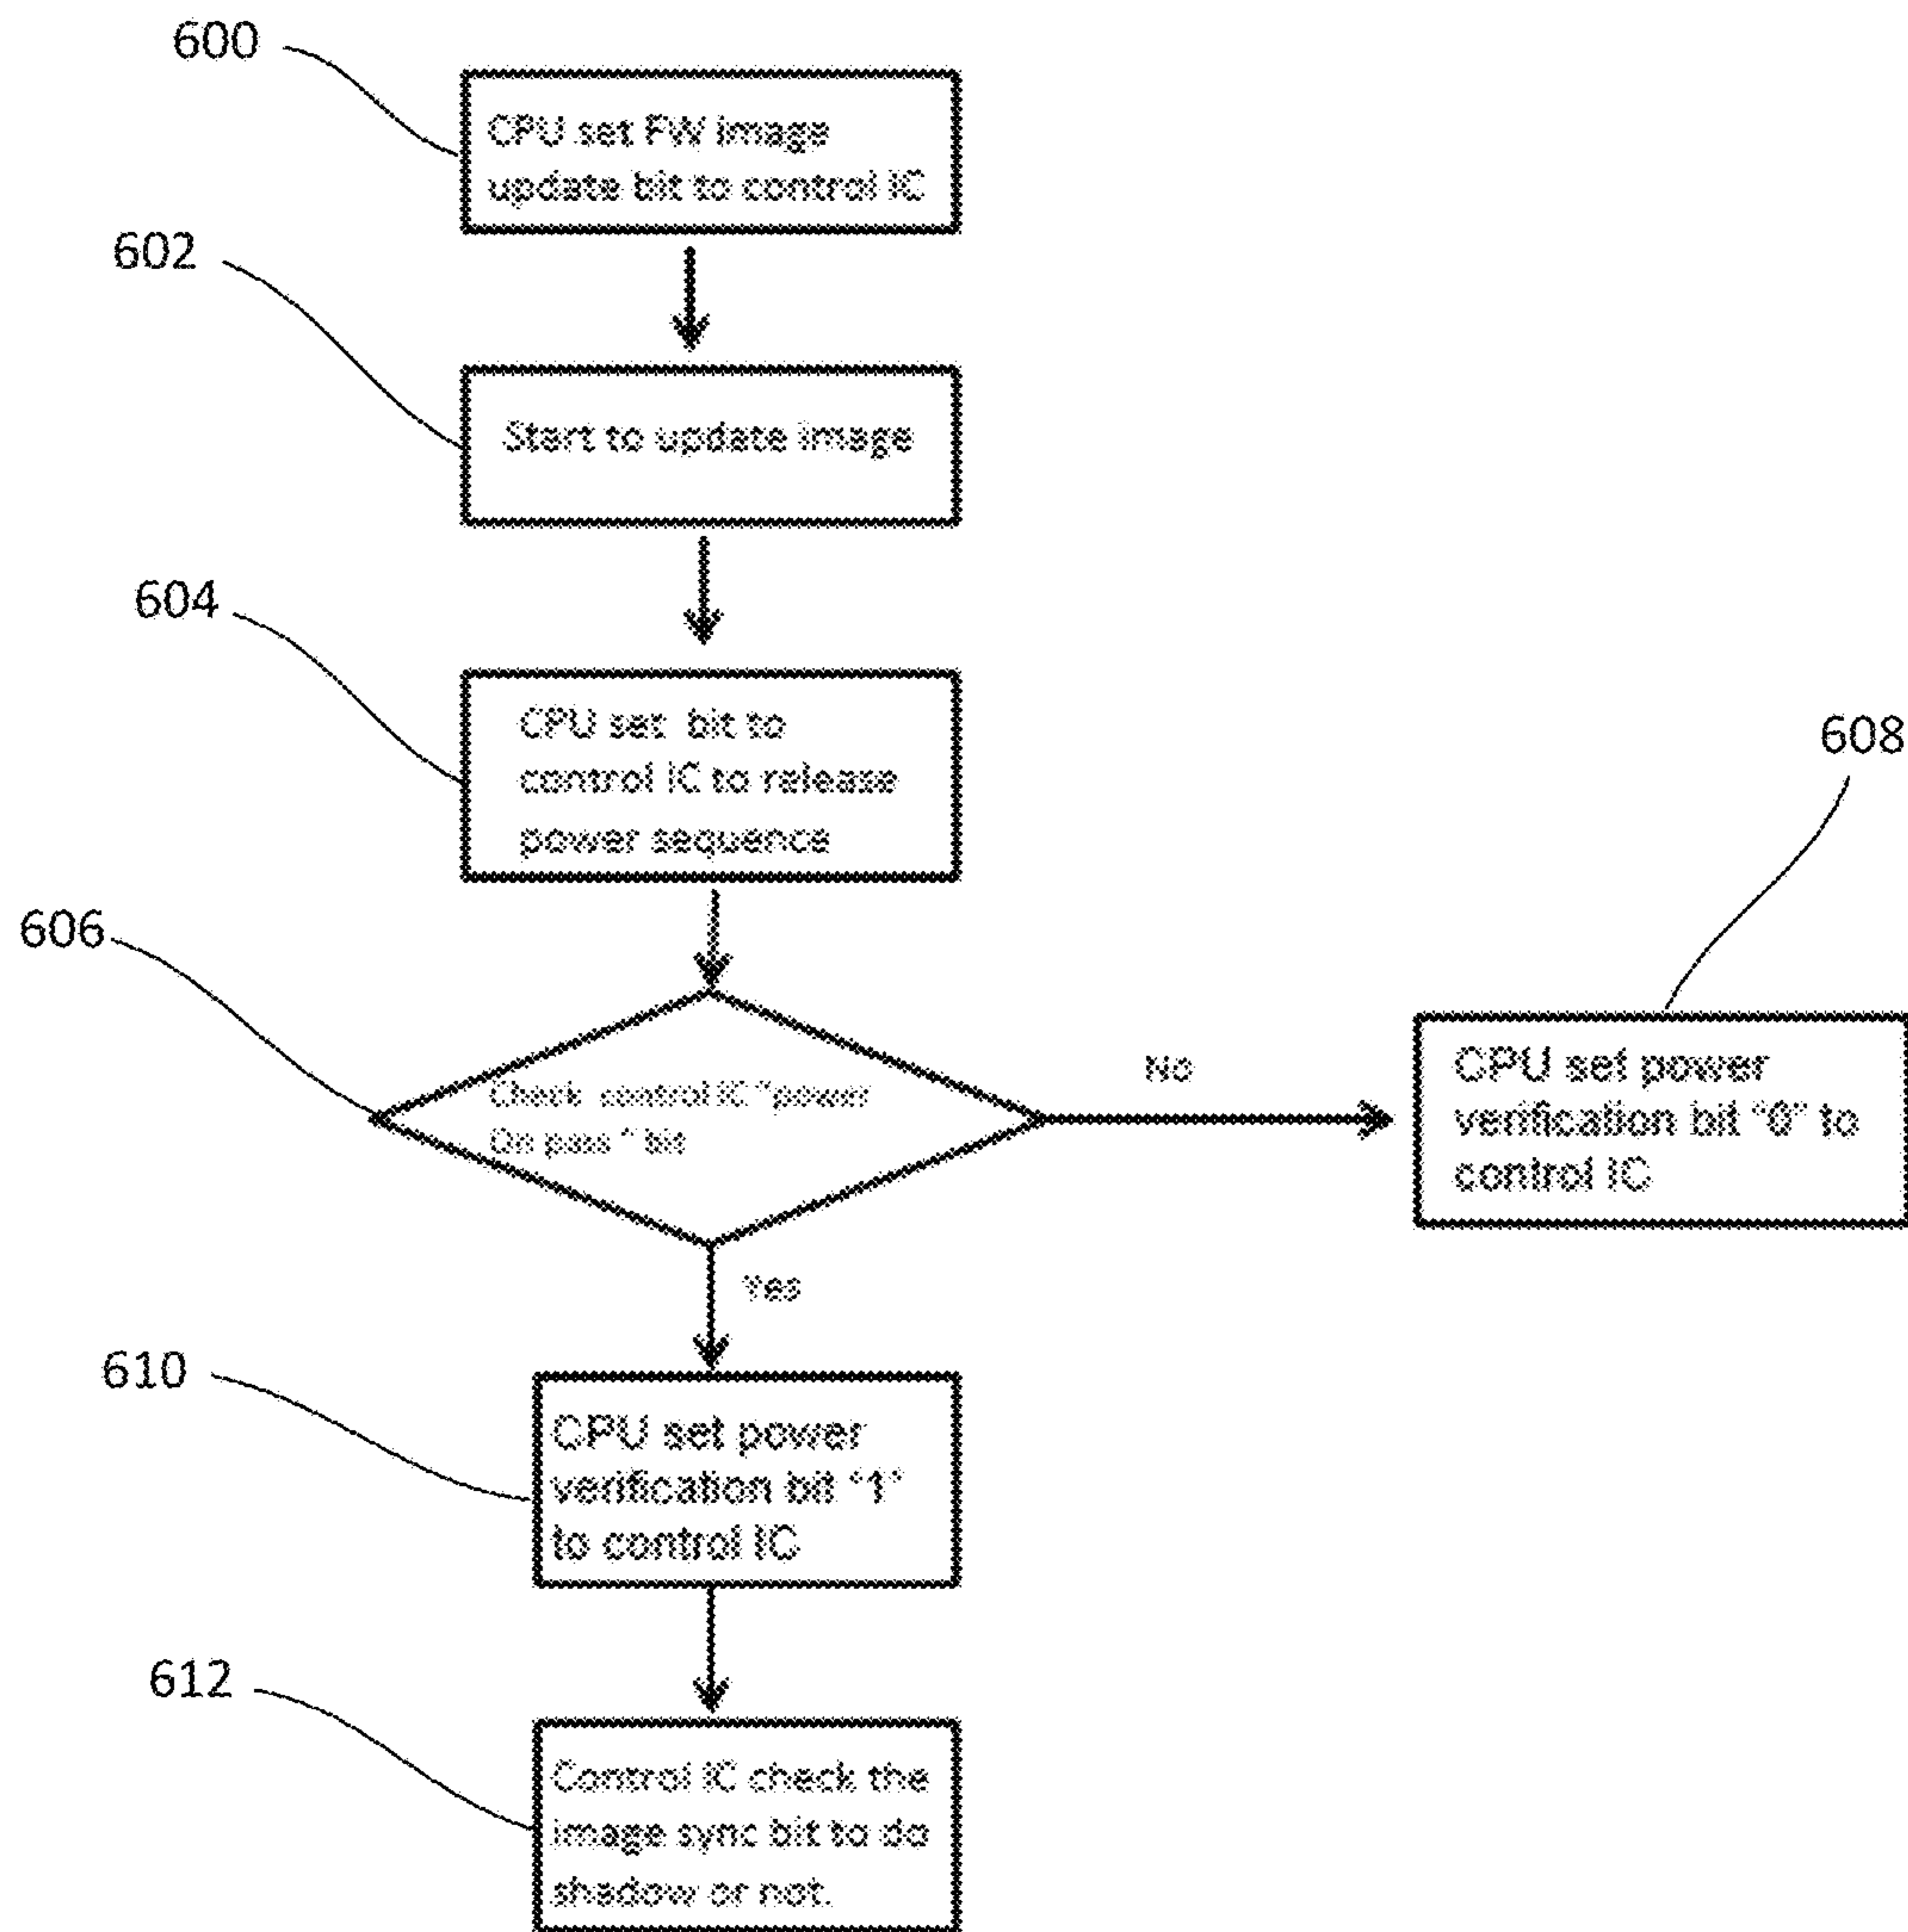 600
CPU set FW image
update bit to control IC
602
Start to update image
604
CPU set bit to
control IC to release
power sequence
606
Check control IC "power
On pass " bit
No
608
CPU set power
verification bit "0" to
control IC
Yes
610
CPU set power
verification bit "1"
to control IC
612
Control IC check the
image sync bit to do
shadow or not.